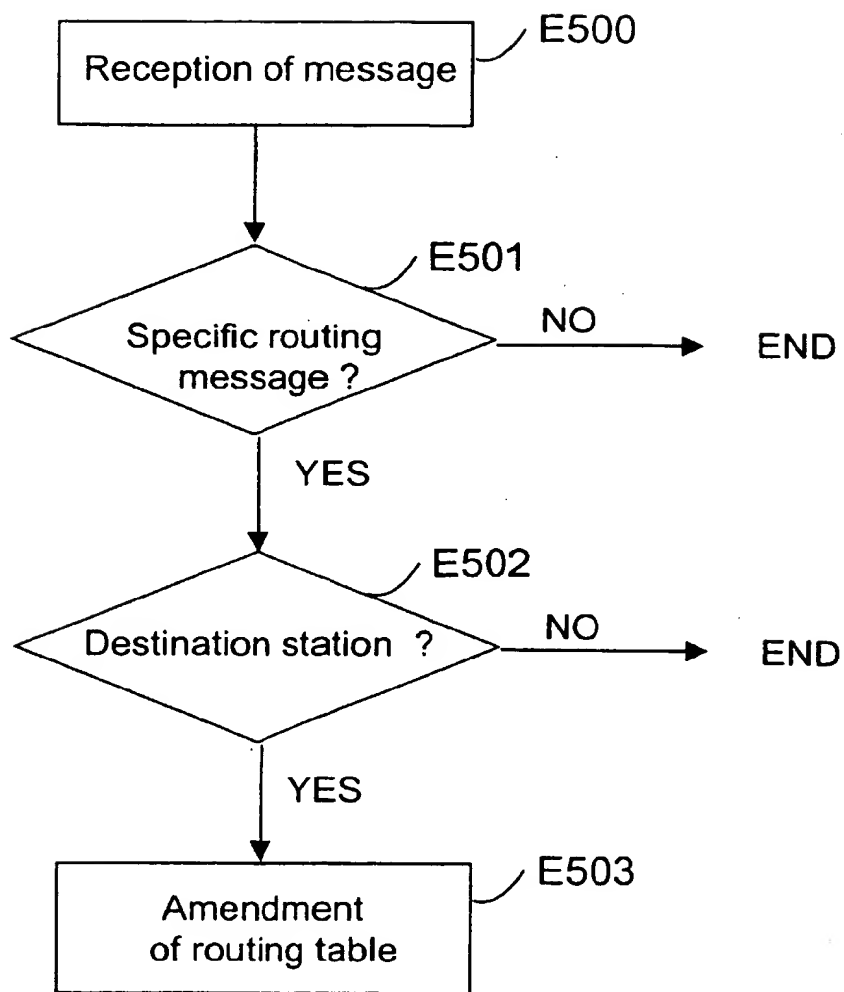 E500
Reception of message
E501
Specific routing
message ?
NO
END
YES
E502
Destination station ?
NO
END
YES
E503
Amendment
of routing table